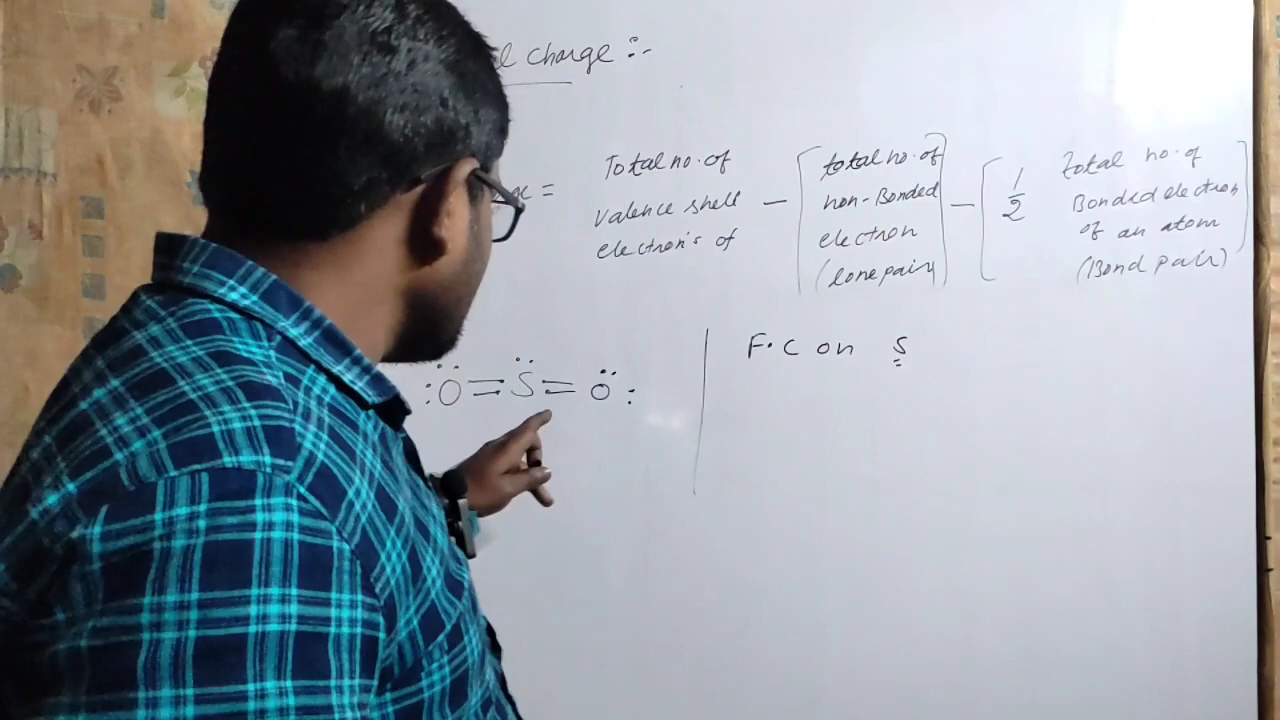 charge :-
= Total no. of valence shell electron's of - [total no. of non-Bonded electron (lone pair)] - [1/2 total no. of Bonded electron of an atom (Bond pair)]
:Ö=S̈=Ö:
F.C on S